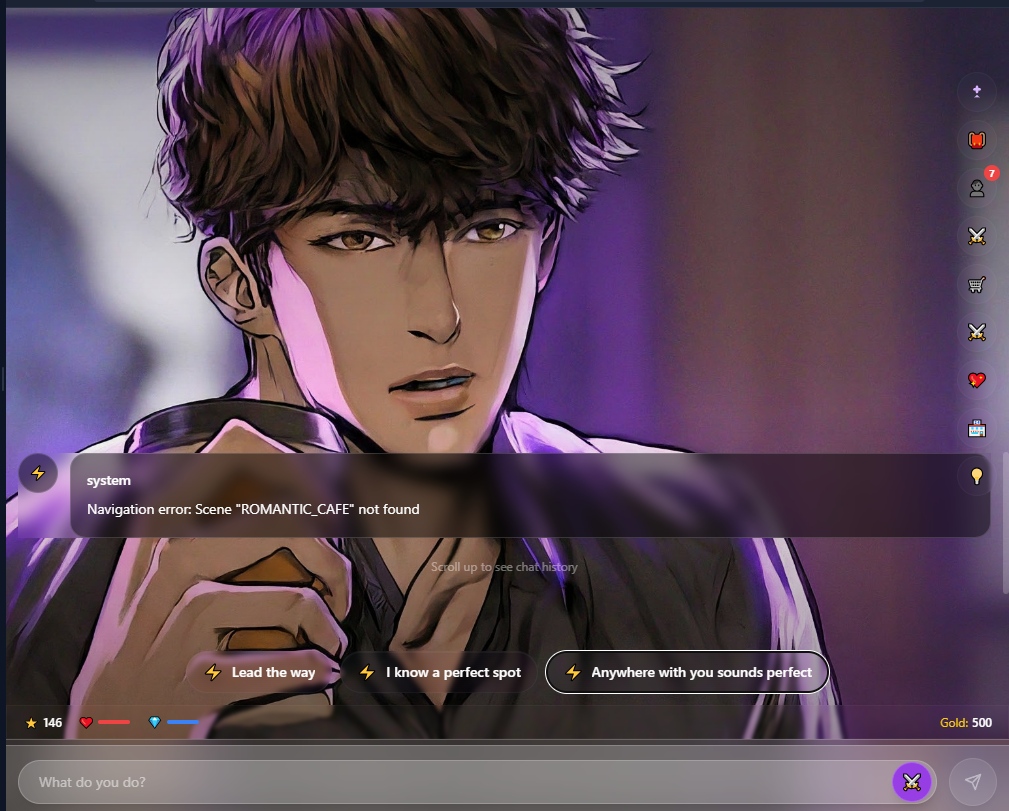 7
system
Navigation error: Scene "ROMANTIC_CAFE" not found
Scroll up to see chat history
Lead the way
I know a perfect spot
Anywhere with you sounds perfect
146
Gold: 500
What do you do?